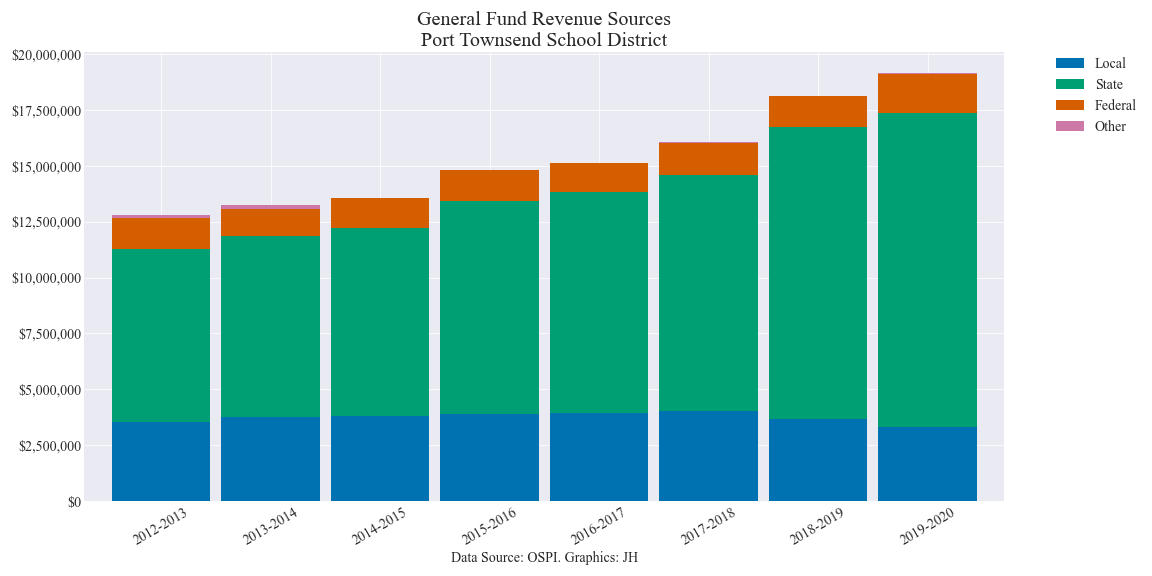 General Fund Revenue Sources
Port Townsend School District
$20,000,000
$17,500,000
$15,000,000
$12,500,000
$10,000,000
$7,500,000
$5,000,000
$2,500,000
$0
Local
State
Federal
Other
2012-2013
2013-2014
2014-2015
2015-2016
2016-2017
2017-2018
2018-2019
2019-2020
Data Source: OSPI. Graphics: JH